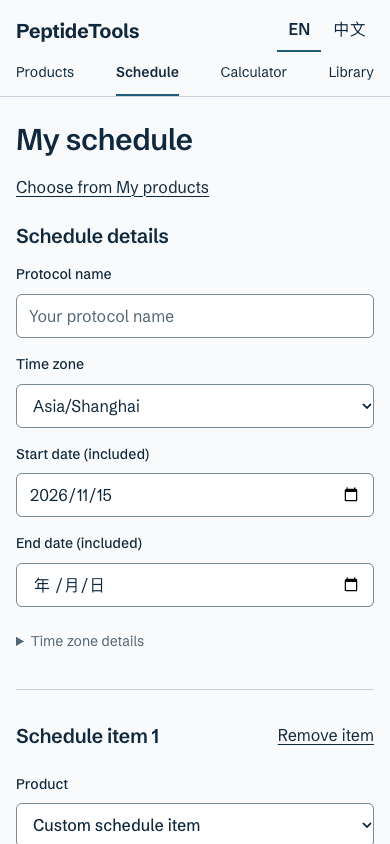 PeptideTools
EN 中文
Products Schedule Calculator Library
My schedule
Choose from My products
Schedule details
Protocol name
Your protocol name
Time zone
Asia/Shanghai
Start date (included)
2026/11/15
End date (included)
年 /月/日
Time zone details
Schedule item 1 Remove item
Product
Custom schedule item